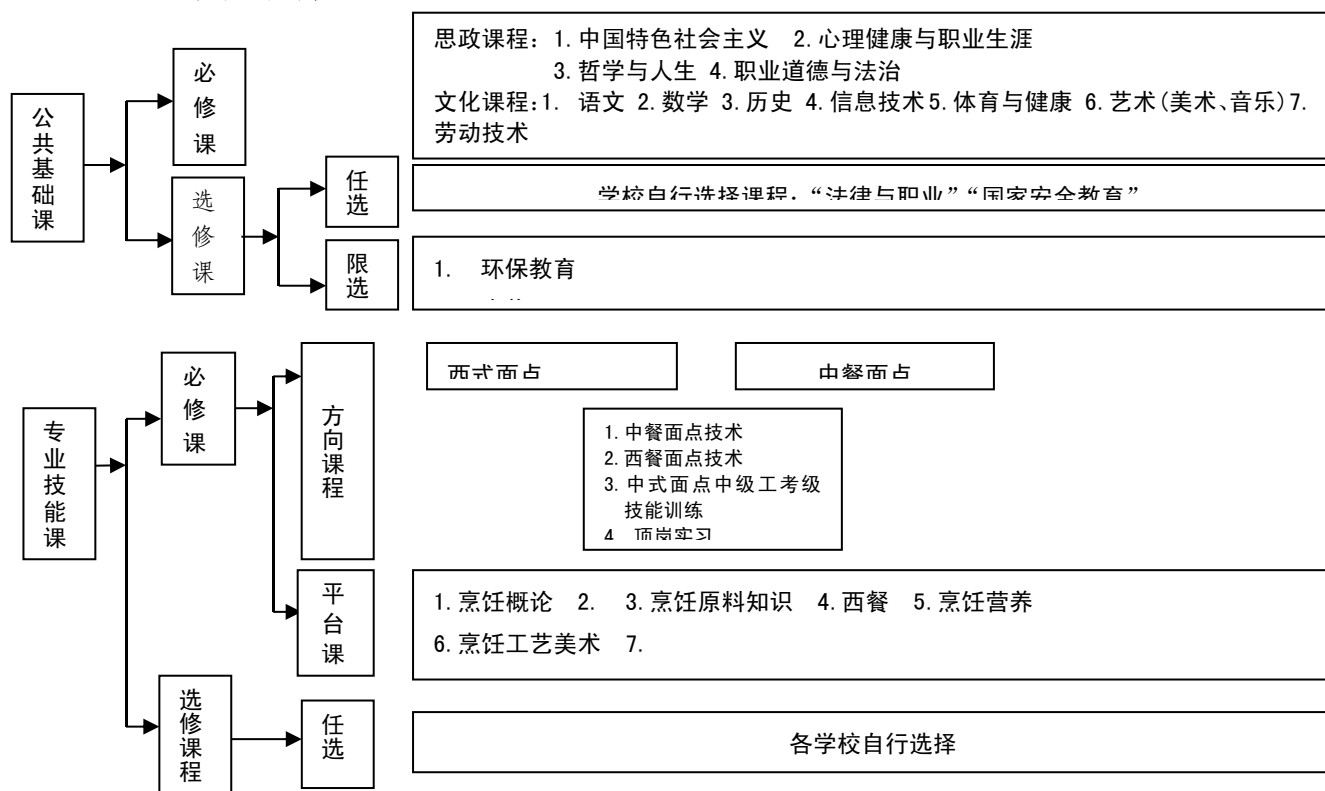 公共基础课
必修课
思政课程：1.中国特色社会主义 2.心理健康与职业生涯
3.哲学与人生 4.职业道德与法治
文化课程:1. 语文 2.数学 3.历史 4.信息技术5.体育与健康 6.艺术(美术、音乐)7.
劳动技术
选修课
任选
学校自行选择课程：“法律与职业”“国家安全教育”
限选
1. 环保教育
专业技能课
必修课
方向课程
西式面点
中餐面点
1.中餐面点技术
2.西餐面点技术
3.中式面点中级工考级
技能训练
4 顶岗实习
平台课
1.烹饪概论 2. 3.烹饪原料知识 4.西餐 5.烹饪营养
6.烹饪工艺美术 7.
选修课程
任选
各学校自行选择